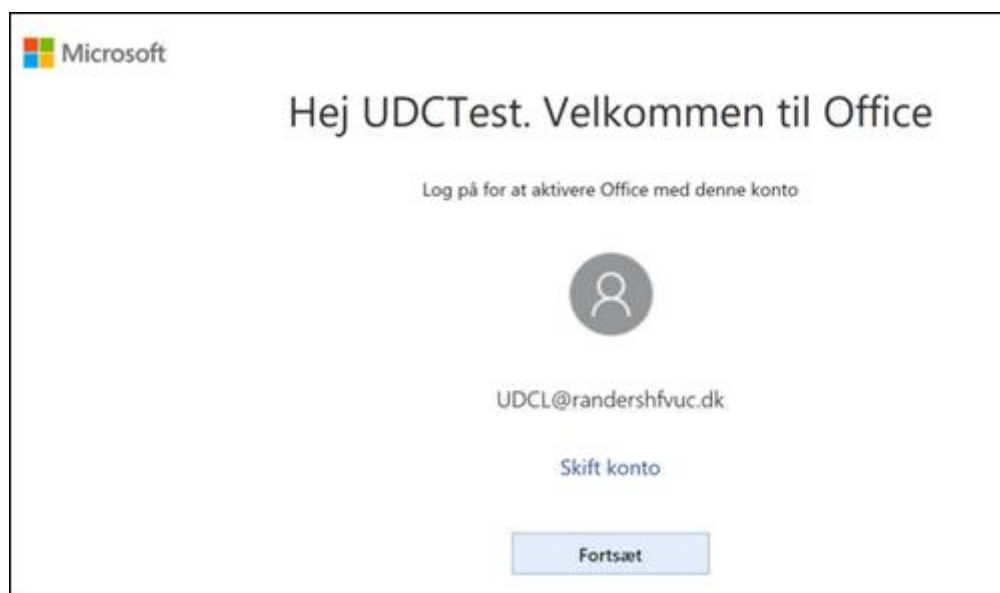 Microsoft
Hej UDCTest. Velkommen til Office
Log på for at aktivere Office med denne konto
UDCL@randershfvuc.dk
Skift konto
Fortsæt